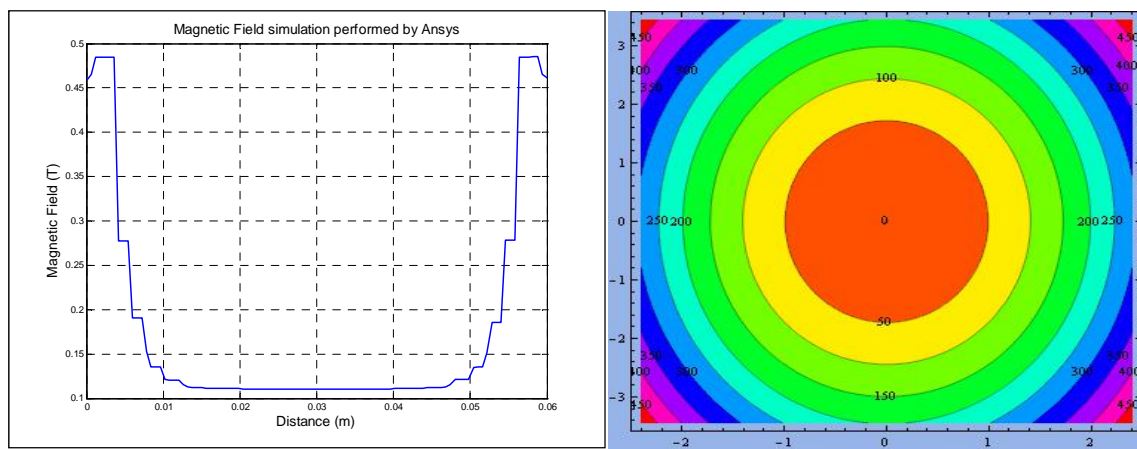 Magnetic Field simulation performed by Ansys
0.5
0.45
0.4
0.35
0.3
0.25
0.2
0.15
0.1
Magnetic Field (T)
0 0.01 0.02 0.03 0.04 0.05 0.06
Distance (m)
3
2
1
0
-1
-2
-3
450 450
400 300 300 400
350 350
100
250 200 0 200 250
50
350 300 300 350
400 150 400
450 450
-2 -1 0 1 2